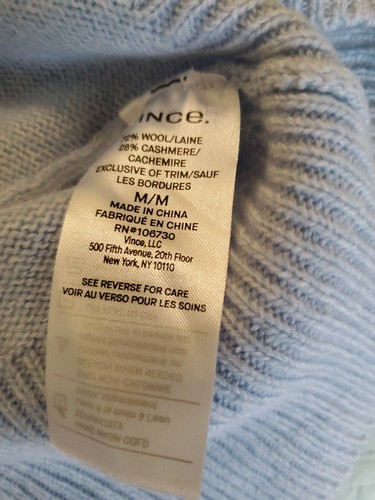 INCE.
72% WOOL/LAINE
28% CASHMERE/
CACHEMIRE
EXCLUSIVE OF TRIM/SAUF
LES BORDURES
M/M
MADE IN CHINA
FABRIQUÉ EN CHINE
RN#106730
Vince, LLC
500 Fifth Avenue, 20th Floor
New York, NY 10110
SEE REVERSE FOR CARE
VOIR AU VERSO POUR LES SOINS